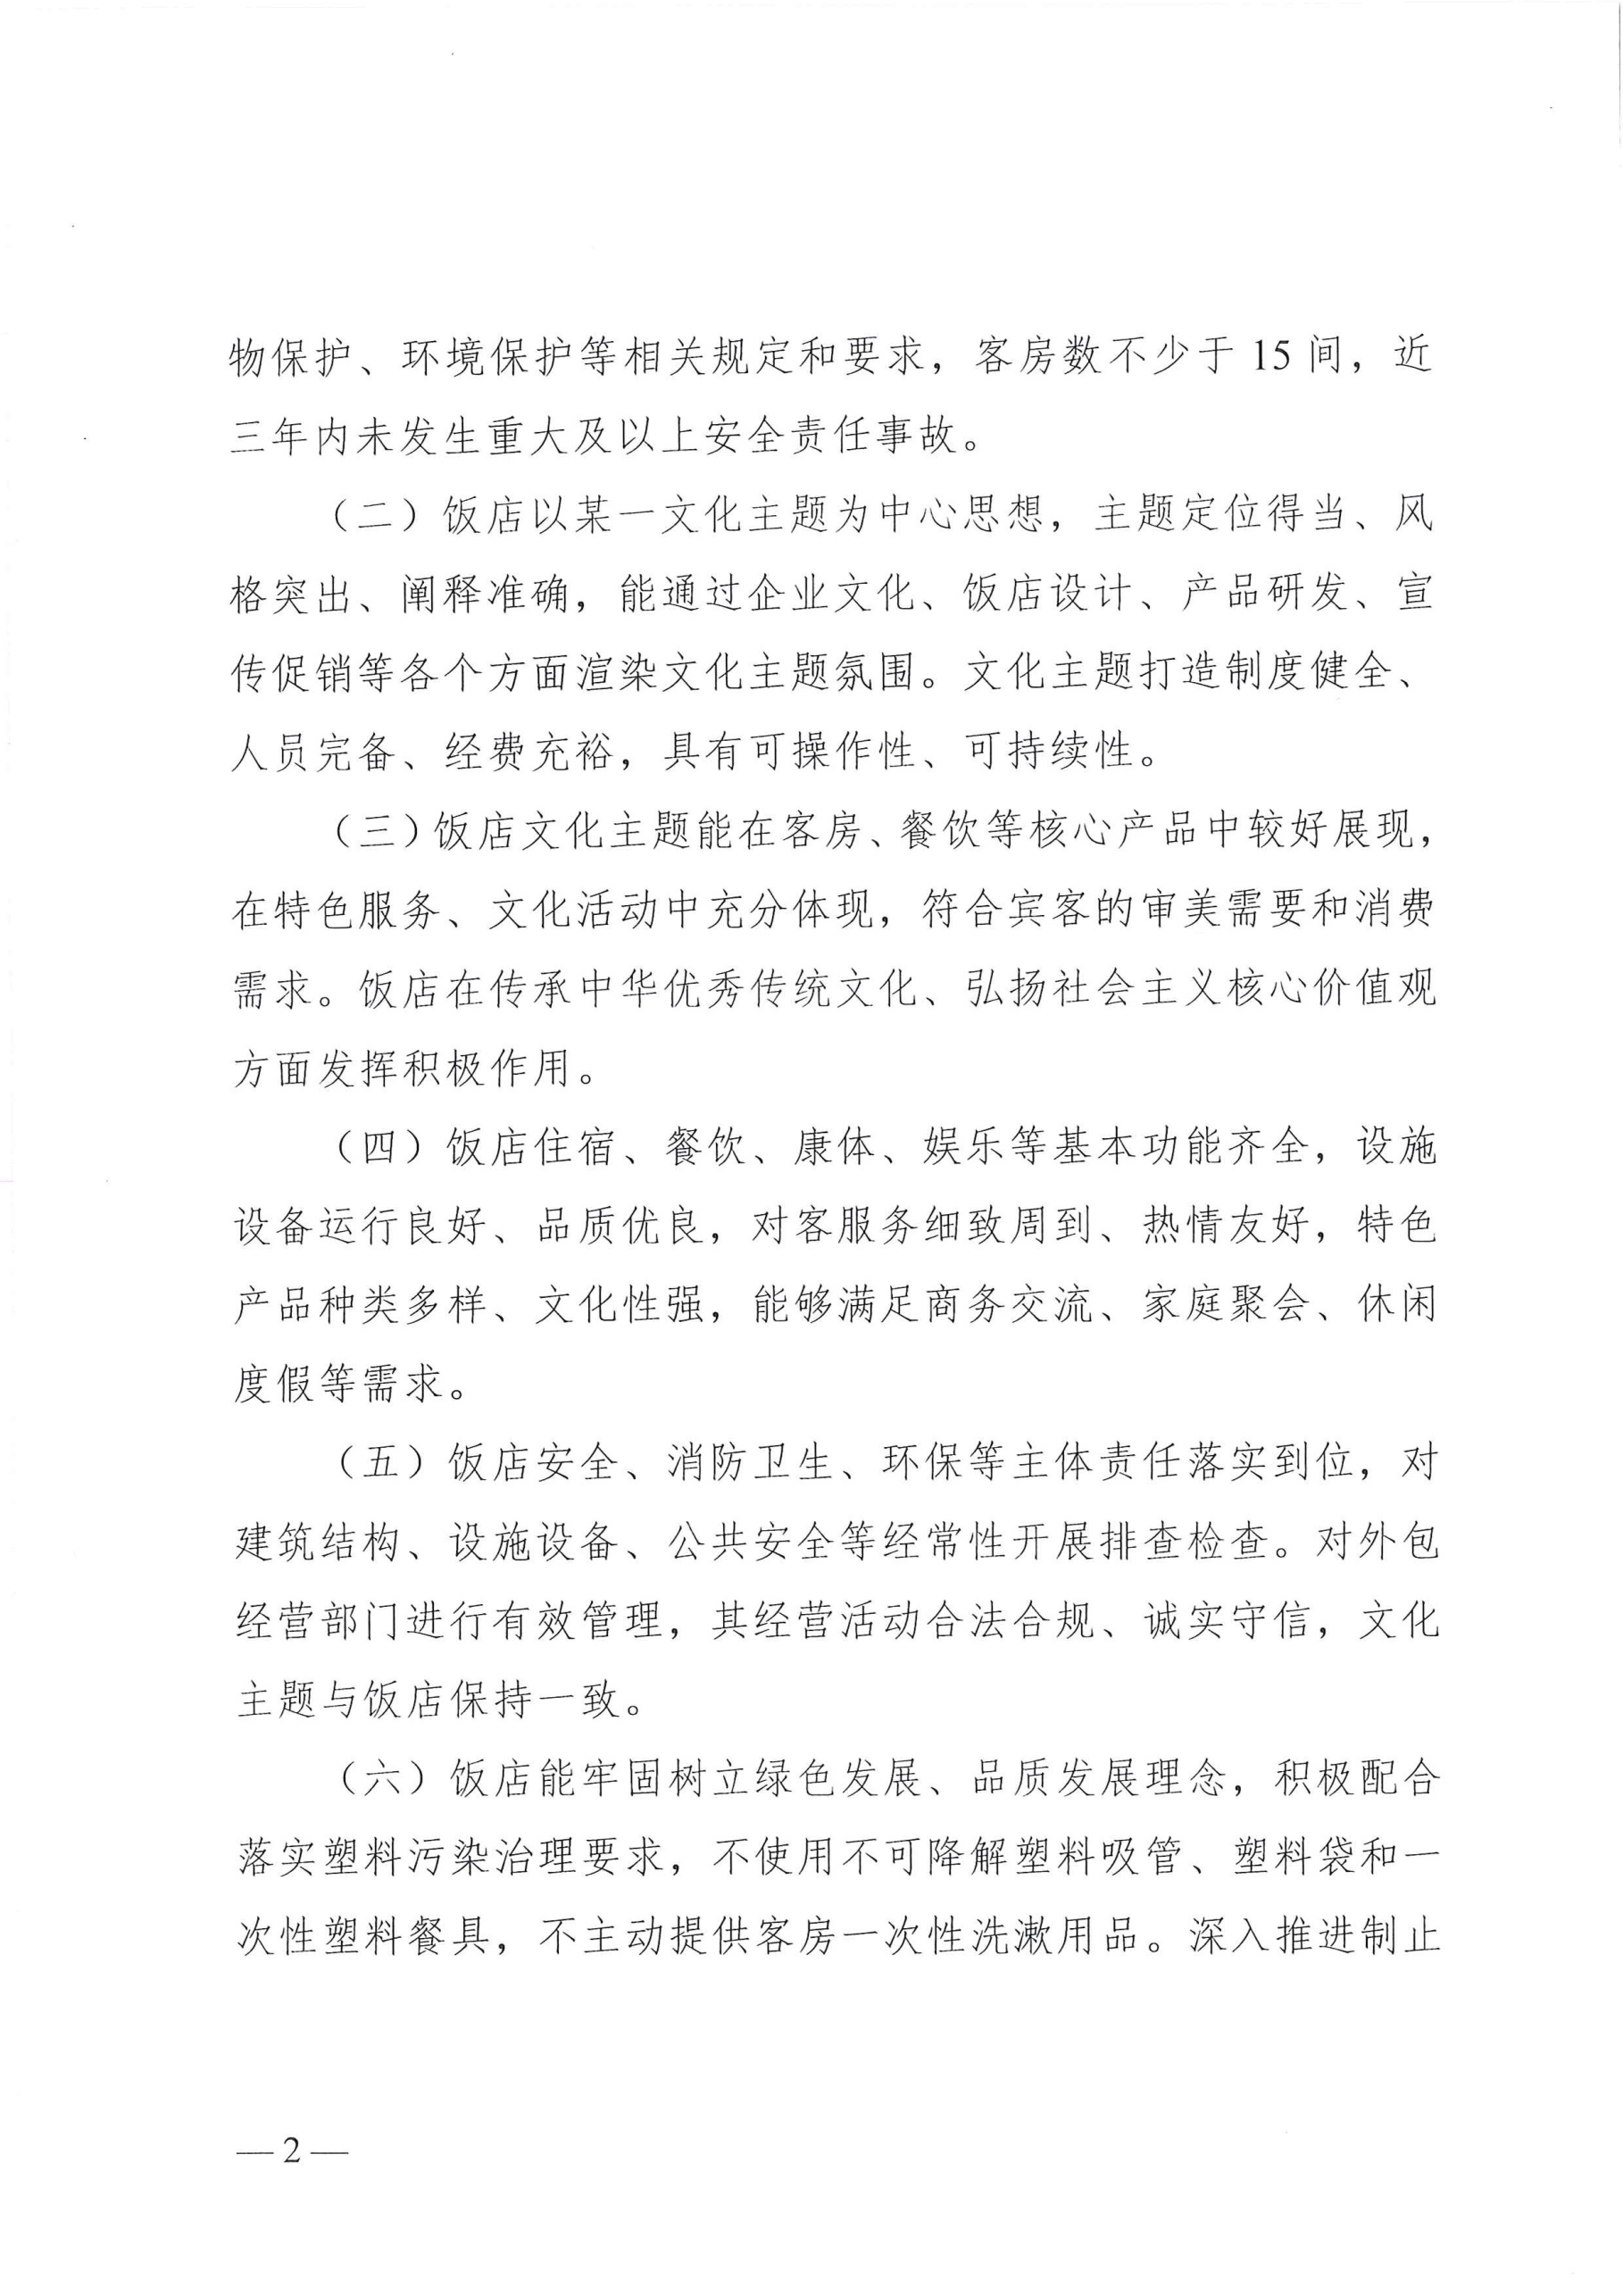 物保护、环境保护等相关规定和要求，客房数不少于 15 间，近
三年内未发生重大及以上安全责任事故。
（二）饭店以某一文化主题为中心思想，主题定位得当、风
格突出、阐释准确，能通过企业文化、饭店设计、产品研发、宣
传促销等各个方面渲染文化主题氛围。文化主题打造制度健全、
人员完备、经费充裕，具有可操作性、可持续性。
（三）饭店文化主题能在客房、餐饮等核心产品中较好展现，
在特色服务、文化活动中充分体现，符合宾客的审美需要和消费
需求。饭店在传承中华优秀传统文化、弘扬社会主义核心价值观
方面发挥积极作用。
（四）饭店住宿、餐饮、康体、娱乐等基本功能齐全，设施
设备运行良好、品质优良，对客服务细致周到、热情友好，特色
产品种类多样、文化性强，能够满足商务交流、家庭聚会、休闲
度假等需求。
（五）饭店安全、消防卫生、环保等主体责任落实到位，对
建筑结构、设施设备、公共安全等经常性开展排查检查。对外包
经营部门进行有效管理，其经营活动合法合规、诚实守信，文化
主题与饭店保持一致。
（六）饭店能牢固树立绿色发展、品质发展理念，积极配合
落实塑料污染治理要求，不使用不可降解塑料吸管、塑料袋和一
次性塑料餐具，不主动提供客房一次性洗漱用品。深入推进制止
— 2 —